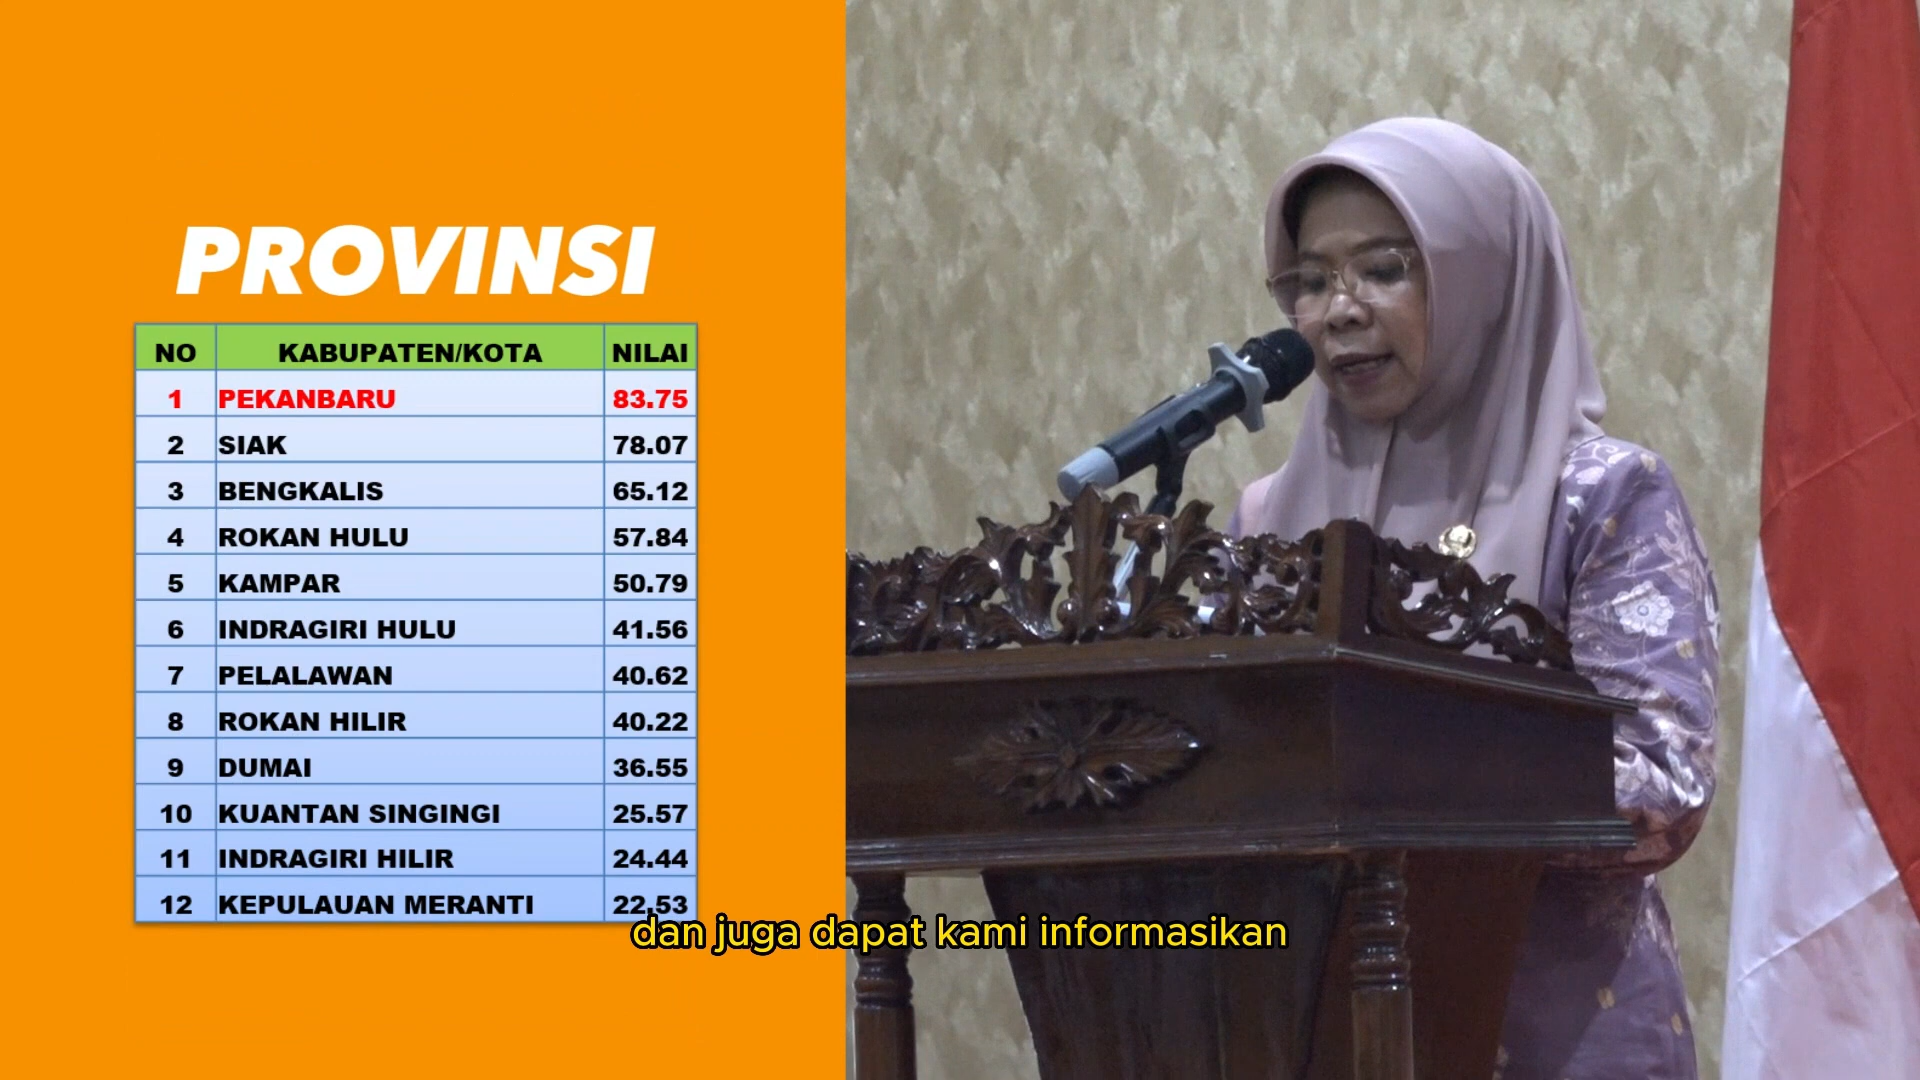 PROVINSI
NO KABUPATEN/KOTA NILAI
1 PEKANBARU 83.75
2 SIAK 78.07
3 BENGKALIS 65.12
4 ROKAN HULU 57.84
5 KAMPAR 50.79
6 INDRAGIRI HULU 41.56
7 PELALAWAN 40.62
8 ROKAN HILIR 40.22
9 DUMAI 36.55
10 KUANTAN SINGINGI 25.57
11 INDRAGIRI HILIR 24.44
12 KEPULAUAN MERANTI 22.53
dan juga dapat kami informasikan